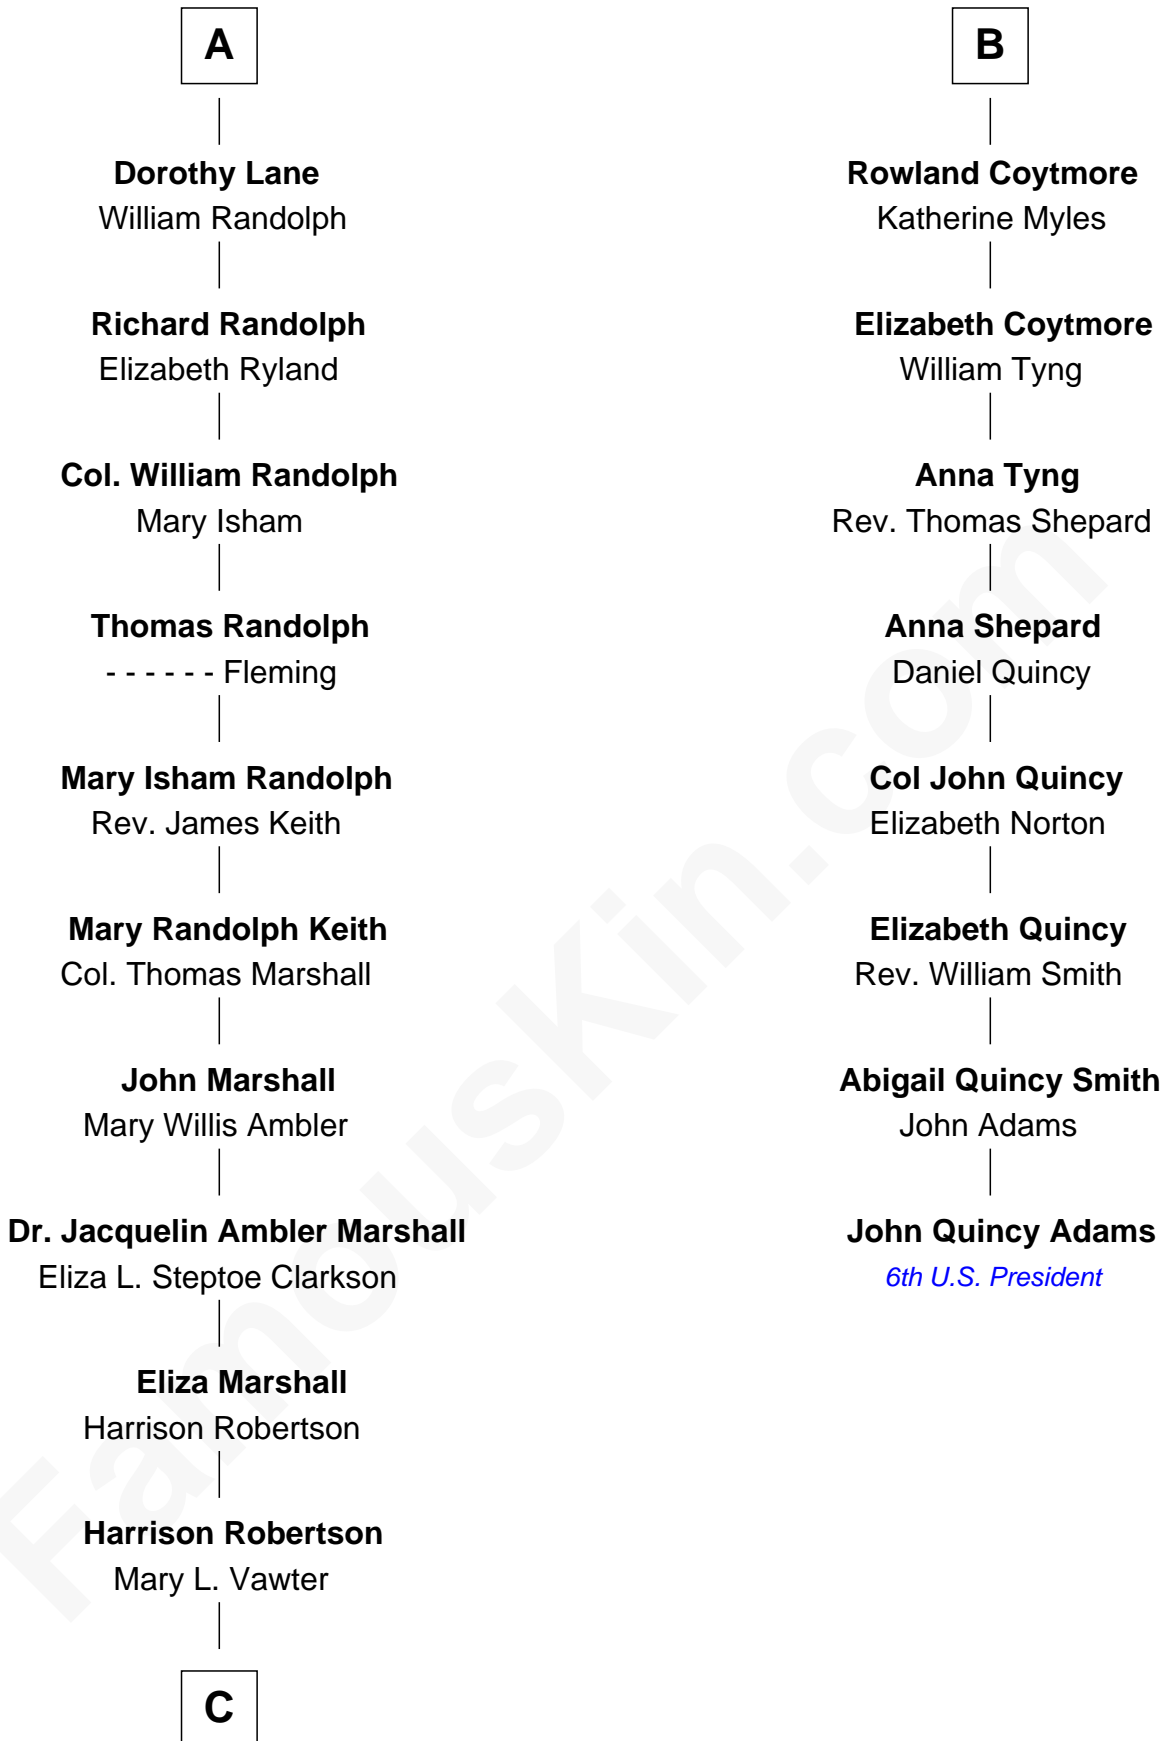 A
Dorothy Lane
William Randolph
Richard Randolph
Elizabeth Ryland
Col. William Randolph
Mary Isham
Thomas Randolph
- - - - - - Fleming
Mary Isham Randolph
Rev. James Keith
Mary Randolph Keith
Col. Thomas Marshall
John Marshall
Mary Willis Ambler
Dr. Jacquelin Ambler Marshall
Eliza L. Steptoe Clarkson
Eliza Marshall
Harrison Robertson
Harrison Robertson
Mary L. Vawter
C
B
Rowland Coytmore
Katherine Myles
Elizabeth Coytmore
William Tyng
Anna Tyng
Rev. Thomas Shepard
Anna Shepard
Daniel Quincy
Col John Quincy
Elizabeth Norton
Elizabeth Quincy
Rev. William Smith
Abigail Quincy Smith
John Adams
John Quincy Adams
6th U.S. President
FamousKin.com